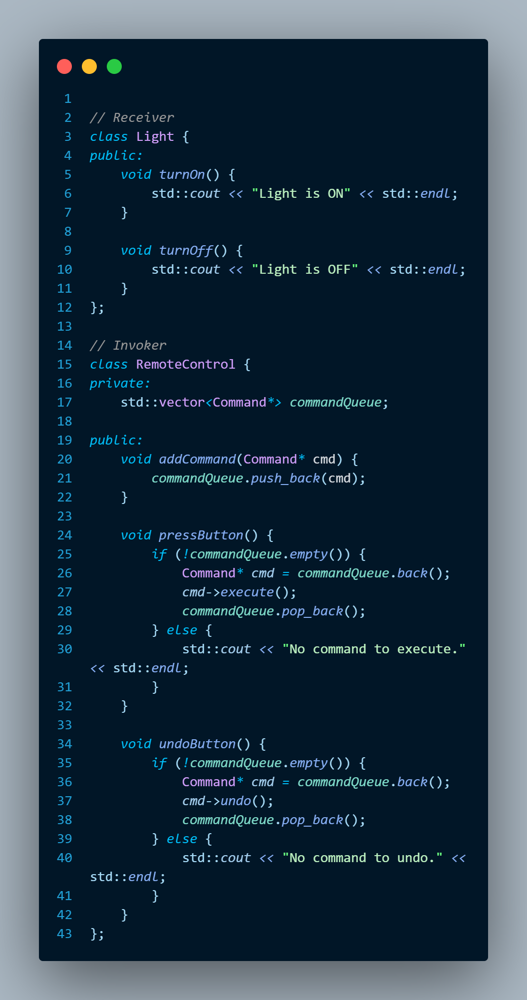 1
2 // Receiver
3 class Light {
4 public:
5     void turnOn() {
6         std::cout << "Light is ON" << std::endl;
7     }
8
9     void turnOff() {
10         std::cout << "Light is OFF" << std::endl;
11     }
12 };
13
14 // Invoker
15 class RemoteControl {
16 private:
17     std::vector<Command*> commandQueue;
18
19 public:
20     void addCommand(Command* cmd) {
21         commandQueue.push_back(cmd);
22     }
23
24     void pressButton() {
25         if (!commandQueue.empty()) {
26             Command* cmd = commandQueue.back();
27             cmd->execute();
28             commandQueue.pop_back();
29         } else {
30             std::cout << "No command to execute."
<< std::endl;
31         }
32     }
33
34     void undoButton() {
35         if (!commandQueue.empty()) {
36             Command* cmd = commandQueue.back();
37             cmd->undo();
38             commandQueue.pop_back();
39         } else {
40             std::cout << "No command to undo." <<
std::endl;
41         }
42     }
43 };